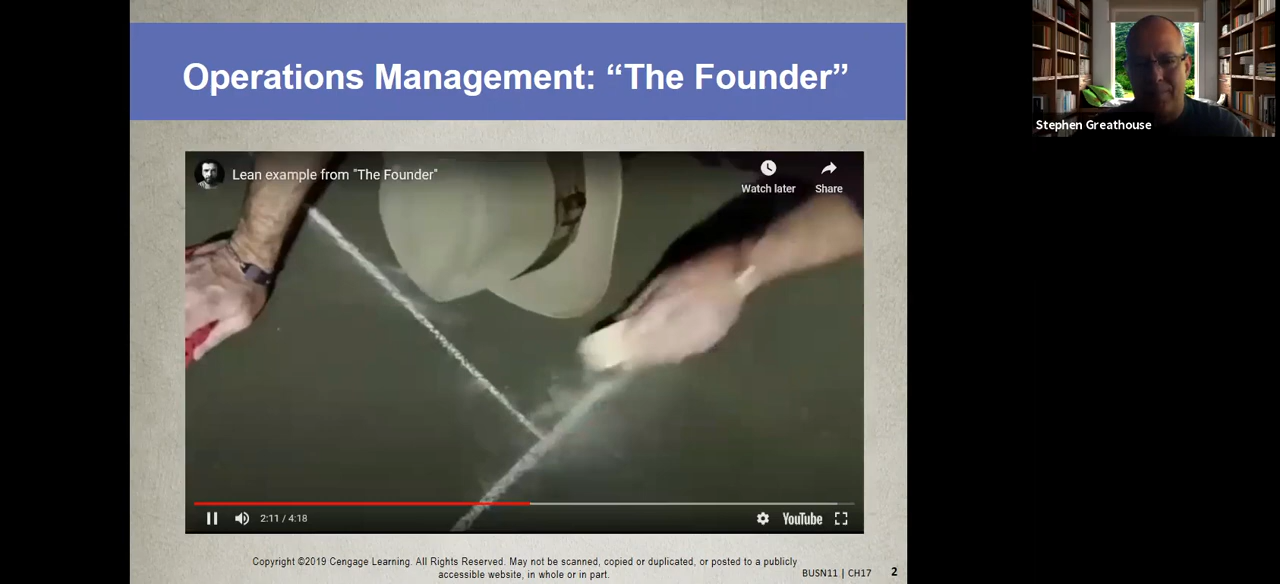 Operations Management: “The Founder”
Stephen Greathouse
Lean example from "The Founder"
Watch later
Share
2:11 / 4:18
YouTube
Copyright ©2019 Cengage Learning. All Rights Reserved. May not be scanned, copied or duplicated, or posted to a publicly
accessible website, in whole or in part.
BUSN11 | CH17
2